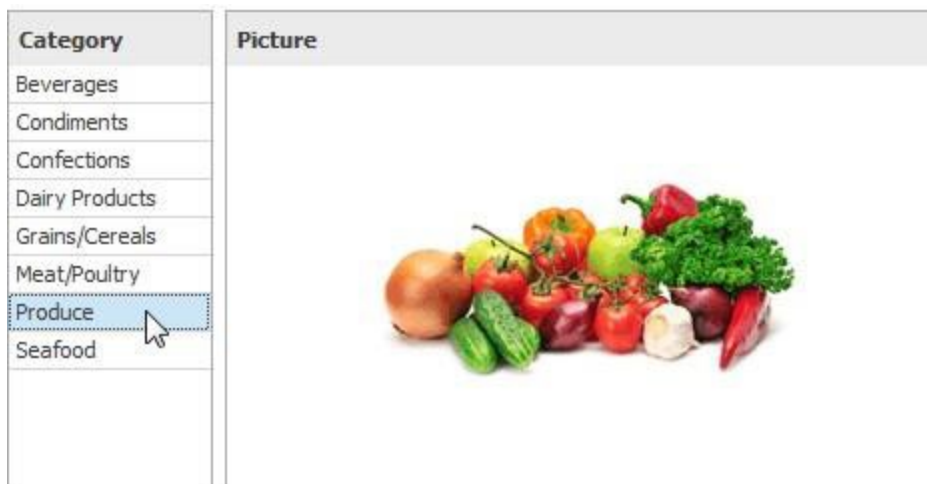 Category
Beverages
Condiments
Confections
Dairy Products
Grains/Cereals
Meat/Poultry
Produce
Seafood
Picture